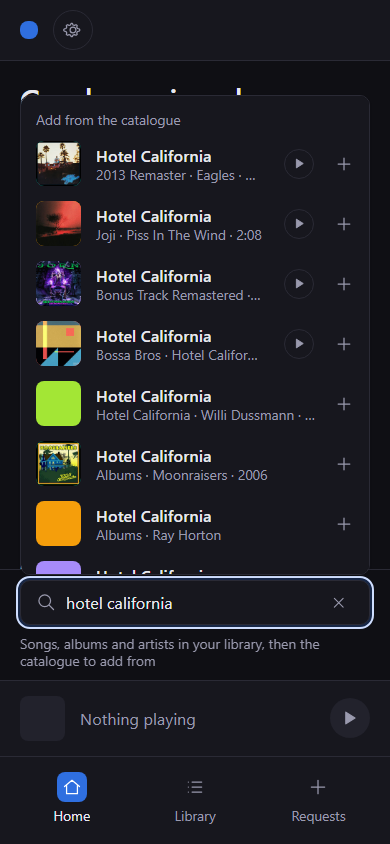 Add from the catalogue
Hotel California
2013 Remaster · Eagles · ...
Hotel California
Joji · Piss In The Wind · 2:08
Hotel California
Bonus Track Remastered ·...
Hotel California
Bossa Bros · Hotel Califor...
Hotel California
Hotel California · Willi Dussmann · ...
Hotel California
Albums · Moonraisers · 2006
Hotel California
Albums · Ray Horton
hotel california
Songs, albums and artists in your library, then the
catalogue to add from
Nothing playing
Home
Library
Requests